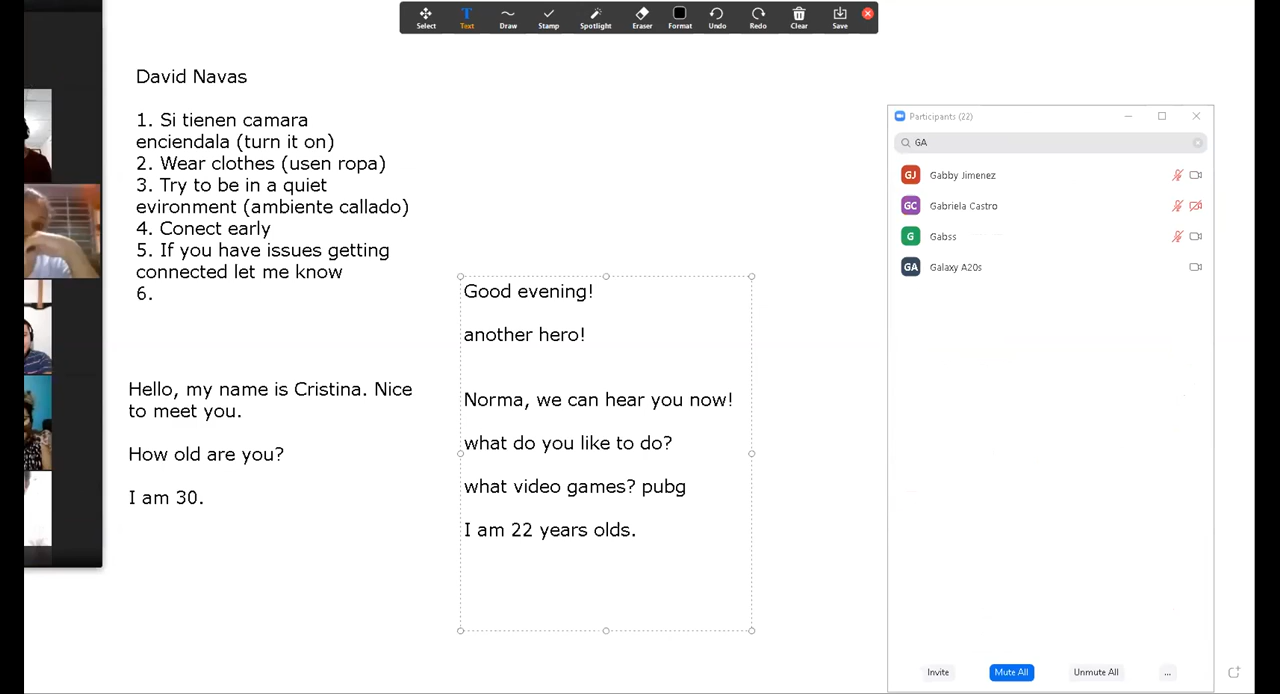 Select Text Draw Stamp Spotlight Eraser Format Undo Redo Clear Save
David Navas
1. Si tienen camara
enciendala (turn it on)
2. Wear clothes (usen ropa)
3. Try to be in a quiet
evironment (ambiente callado)
4. Conect early
5. If you have issues getting
connected let me know
6.
Hello, my name is Cristina. Nice
to meet you.
How old are you?
I am 30.
Good evening!
another hero!
Norma, we can hear you now!
what do you like to do?
what video games? pubg
I am 22 years olds.
Participants (22)
GA
GJ Gabby Jimenez
GC Gabriela Castro
G Gabss
GA Galaxy A20s
Invite Mute All Unmute All ...